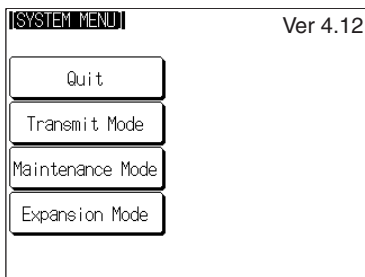 [SYSTEM MENU]
Ver 4.12
Quit
Transmit Mode
Maintenance Mode
Expansion Mode